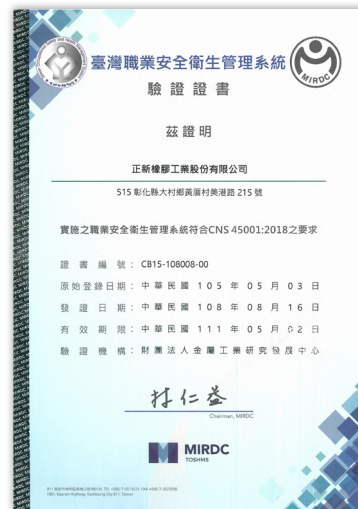 臺灣職業安全衛生管理系統
MIRDC
驗證證書
茲證明
正新橡膠工業股份有限公司
515 彰化縣大村鄉黃厝村美港路 215 號
實施之職業安全衛生管理系統符合CNS 45001:2018之要求
證書編號：CB15-108008-00
原始登錄日期：中華民國 105 年 05 月 03 日
發證日期：中華民國 108 年 08 月 16 日
有效期限：中華民國 111 年 05 月 02 日
驗證機構：財團法人金屬工業研究發展中心
Chairman, MIRDC
MIRDC
TOSHMS